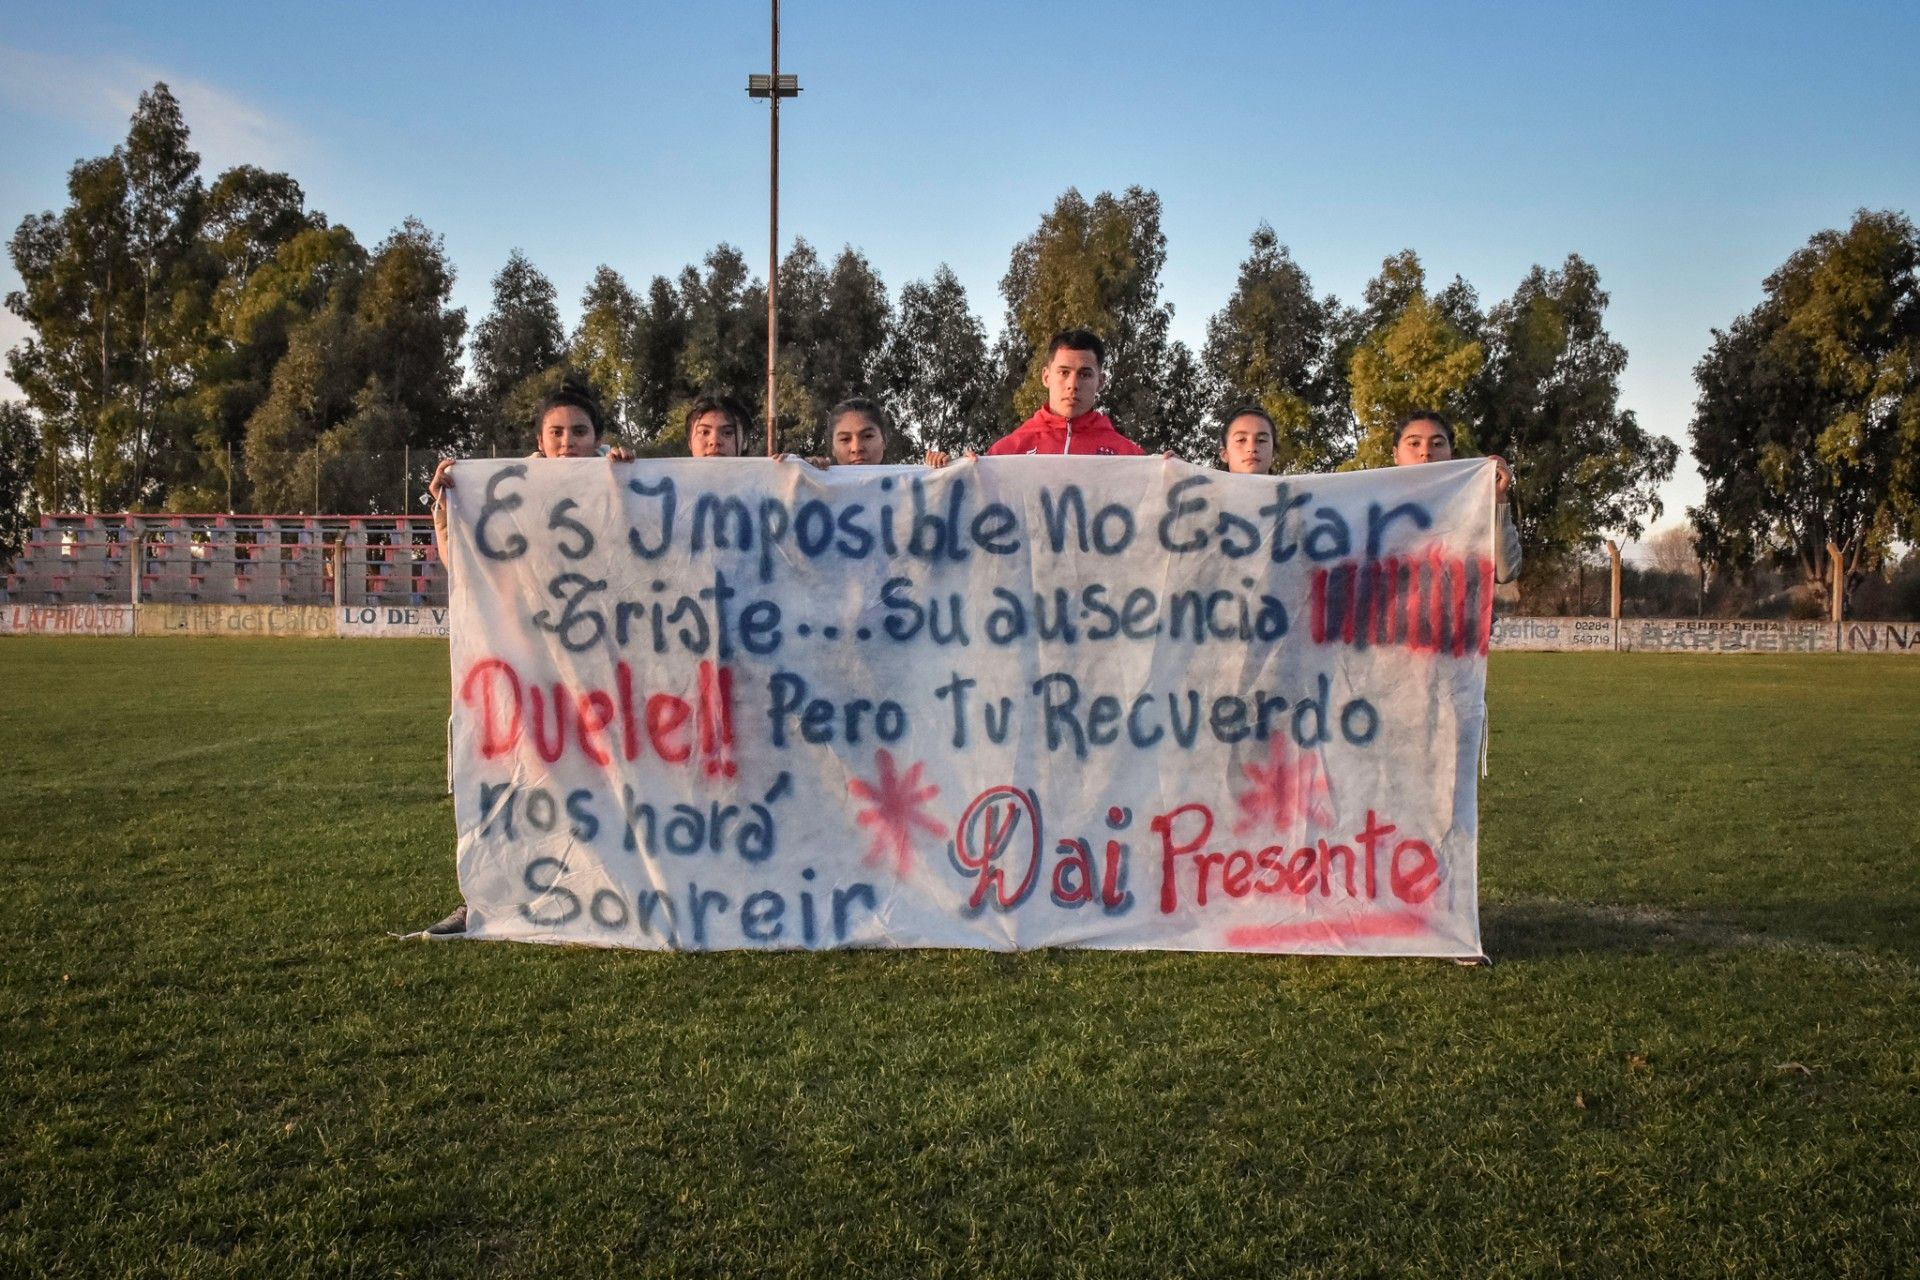 Es Imposible No Estar
Triste... Su ausencia
Duele!! Pero Tu Recuerdo
nos hará
Sonreir
Dai Presente
LAPRICOLOR
LO DE V
AUTOS
gráfica
02284
543719
FERRETERIA
BARBIERI
N NA